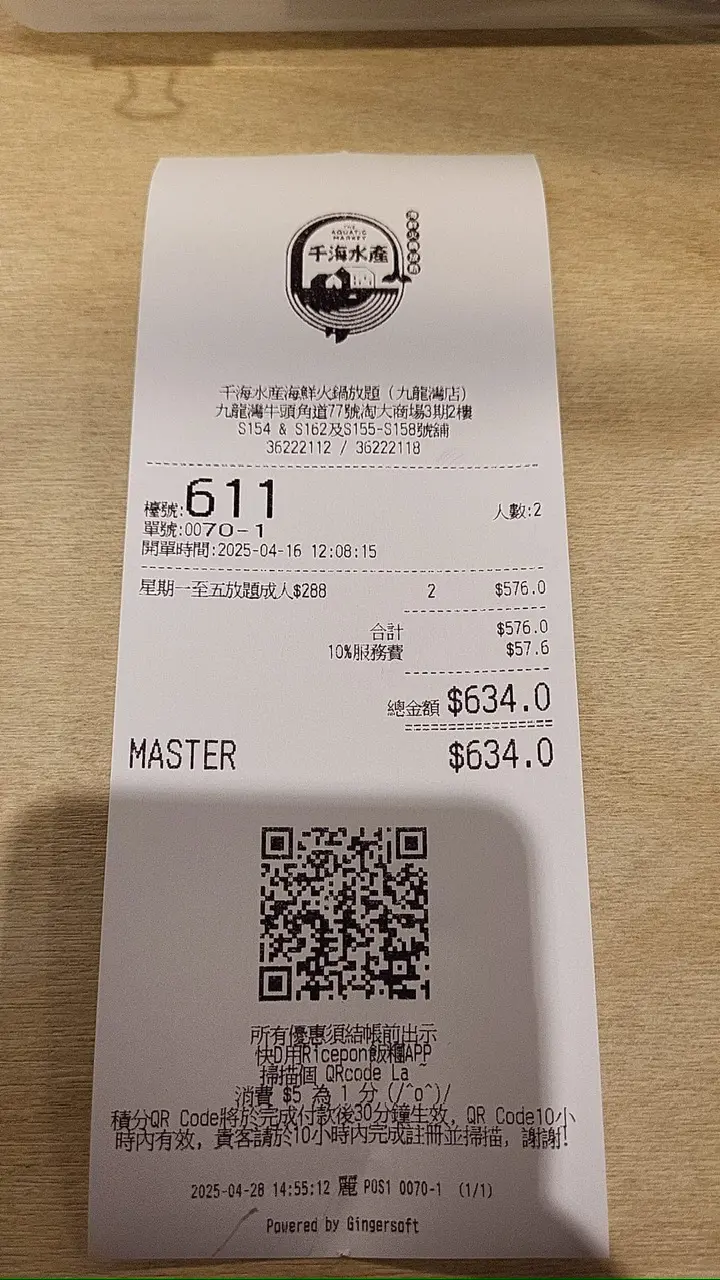 THE
AQUATIC
MARKET
千海水產
海鮮火鍋放題
千海水産海鮮火鍋放題 (九龍灣店)
九龍灣牛頭角道77號淘大商場3期2樓
S154 & S162及S155-S158號舖
36222112 / 36222118
檯號:611 人數:2
單號:0070-1
開單時間:2025-04-16 12:08:15
星期一至五放題成人$288 2 $576.0
合計 $576.0
10%服務費 $57.6
總金額 $634.0
MASTER $634.0
所有優惠須結帳前出示
快D用Ricepon飯糰APP
掃描個 QRcode La ~
消費 $5 為 1 分 (/^o^)/
積分QR Code將於完成付款後30分鐘生效, QR Code10小
時內有效, 貴客請於10小時內完成註冊並掃描, 謝謝!
2025-04-28 14:55:12 麗 POS1 0070-1 (1/1)
Powered by Gingersoft